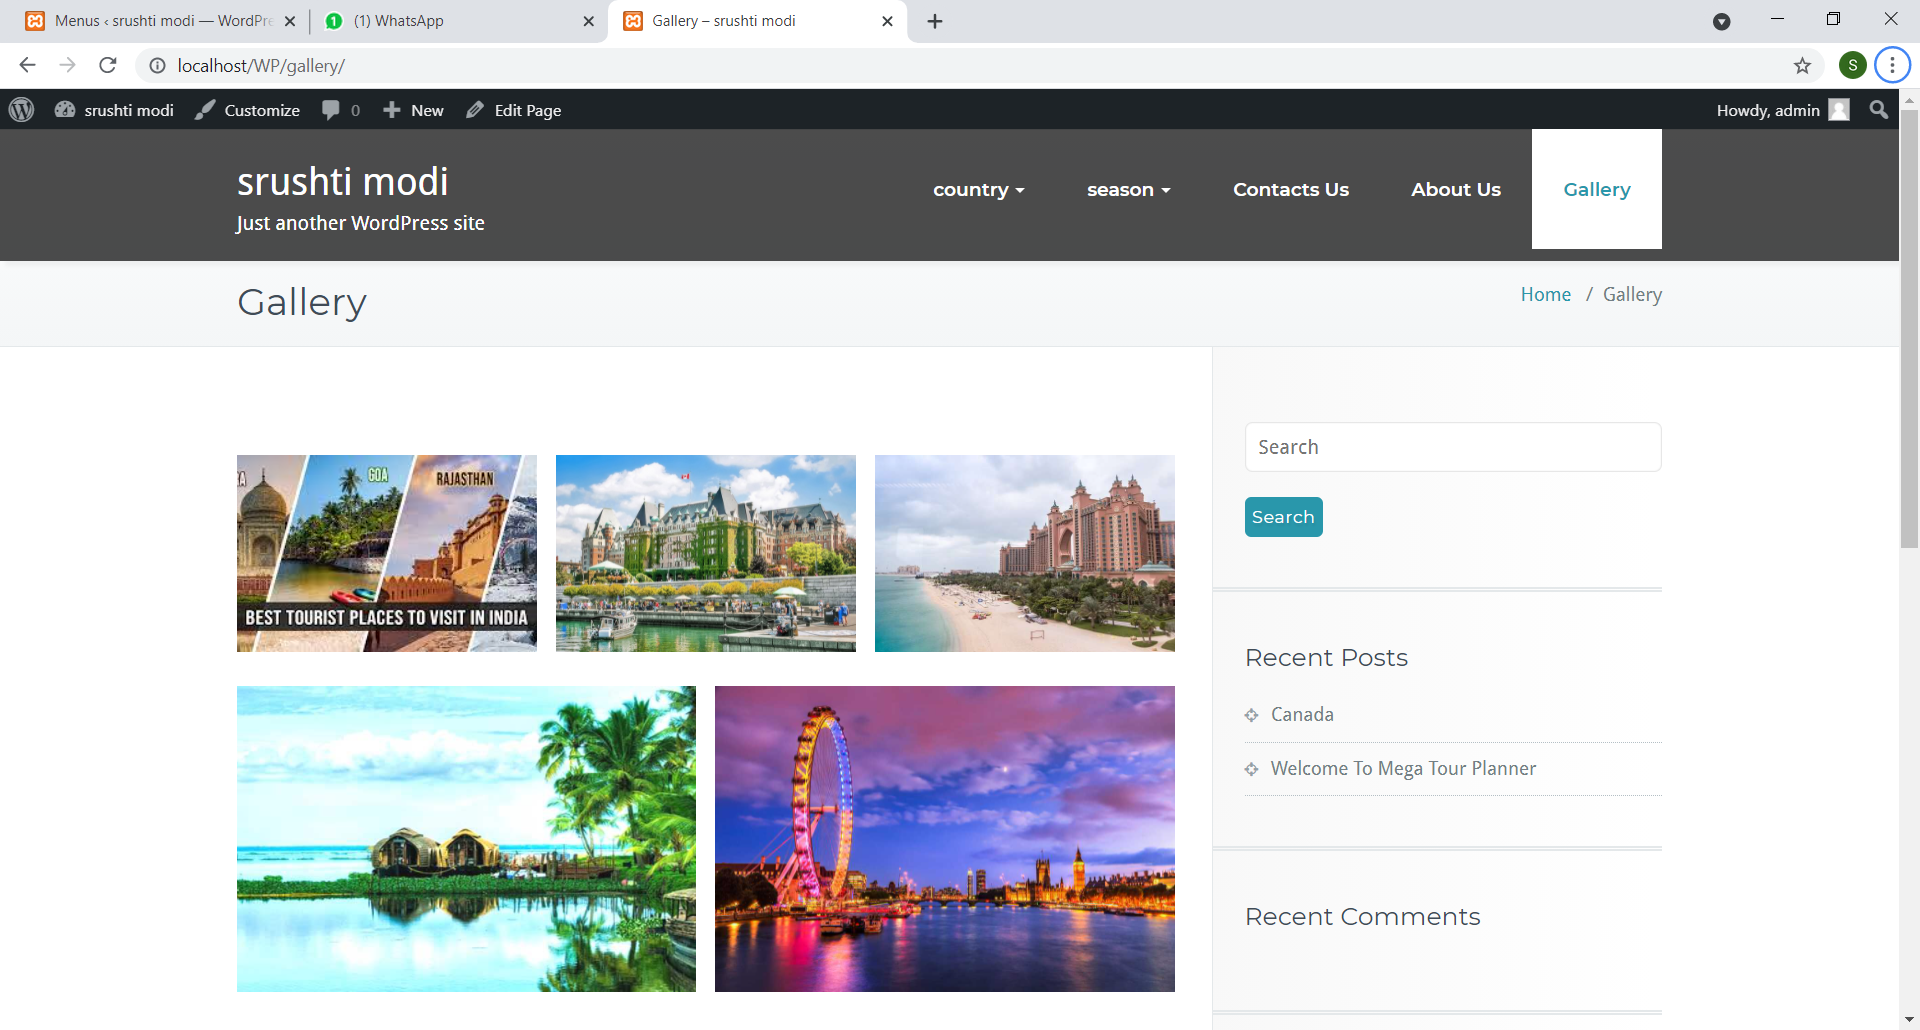 Menus ‹ srushti modi — WordPre
(1) WhatsApp
Gallery – srushti modi
localhost/WP/gallery/
S
srushti modi
Customize
0
New
Edit Page
Howdy, admin
srushti modi
Just another WordPress site
country
season
Contacts Us
About Us
Gallery
Gallery
Home / Gallery
RA
GOA
RAJASTHAN
BEST TOURIST PLACES TO VISIT IN INDIA
Search
Search
Recent Posts
Canada
Welcome To Mega Tour Planner
Recent Comments